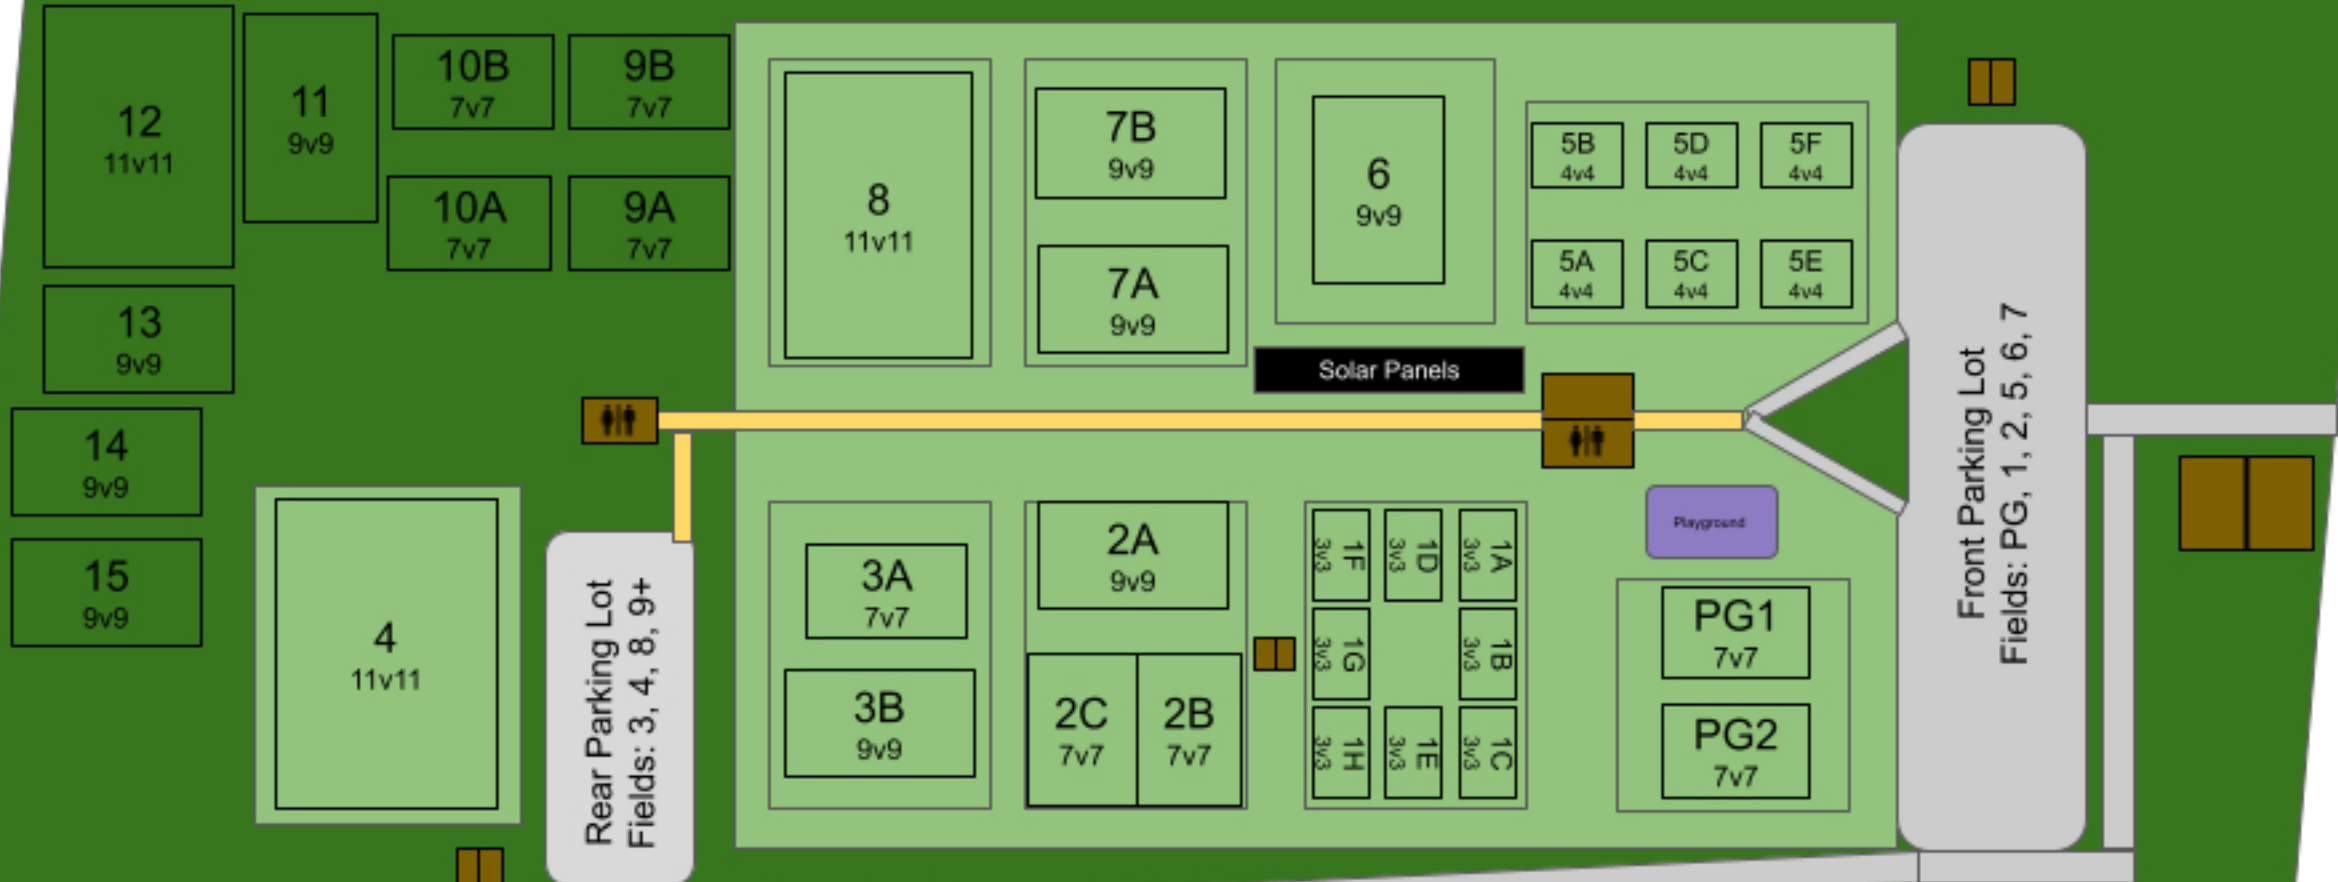 12
11v11
11
9v9
10B
7v7
9B
7v7
10A
7v7
9A
7v7
13
9v9
14
9v9
15
9v9
4
11v11
Rear Parking Lot
Fields: 3, 4, 8, 9+
8
11v11
7B
9v9
7A
9v9
6
9v9
5B
4v4
5D
4v4
5F
4v4
5A
4v4
5C
4v4
5E
4v4
Solar Panels
3A
7v7
3B
9v9
2A
9v9
2C
7v7
2B
7v7
1F
3v3
1D
3v3
1A
3v3
1G
3v3
1B
3v3
1H
3v3
1E
3v3
1C
3v3
Playground
PG1
7v7
PG2
7v7
Front Parking Lot
Fields: PG, 1, 2, 5, 6, 7